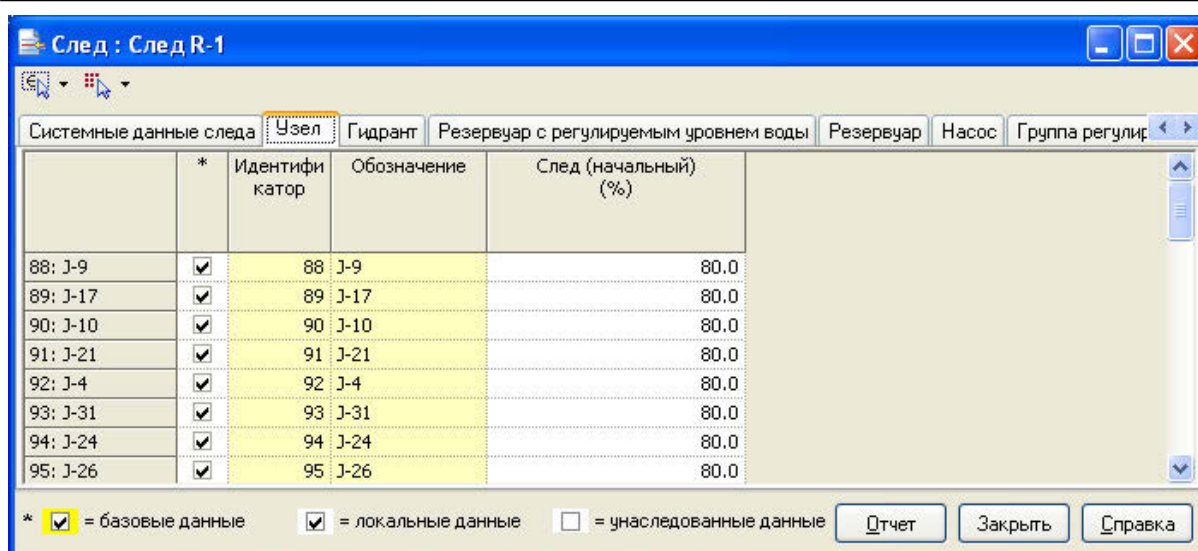 След : След R-1
Системные данные следа Узел Гидрант Резервуар с регулируемым уровнем воды Резервуар Насос Группа регулир
* Идентифи Обозначение След (начальный)
катор (%)
88: J-9 88 J-9 80.0
89: J-17 89 J-17 80.0
90: J-10 90 J-10 80.0
91: J-21 91 J-21 80.0
92: J-4 92 J-4 80.0
93: J-31 93 J-31 80.0
94: J-24 94 J-24 80.0
95: J-26 95 J-26 80.0
* = базовые данные = локальные данные = унаследованные данные Отчет Закрыть Справка